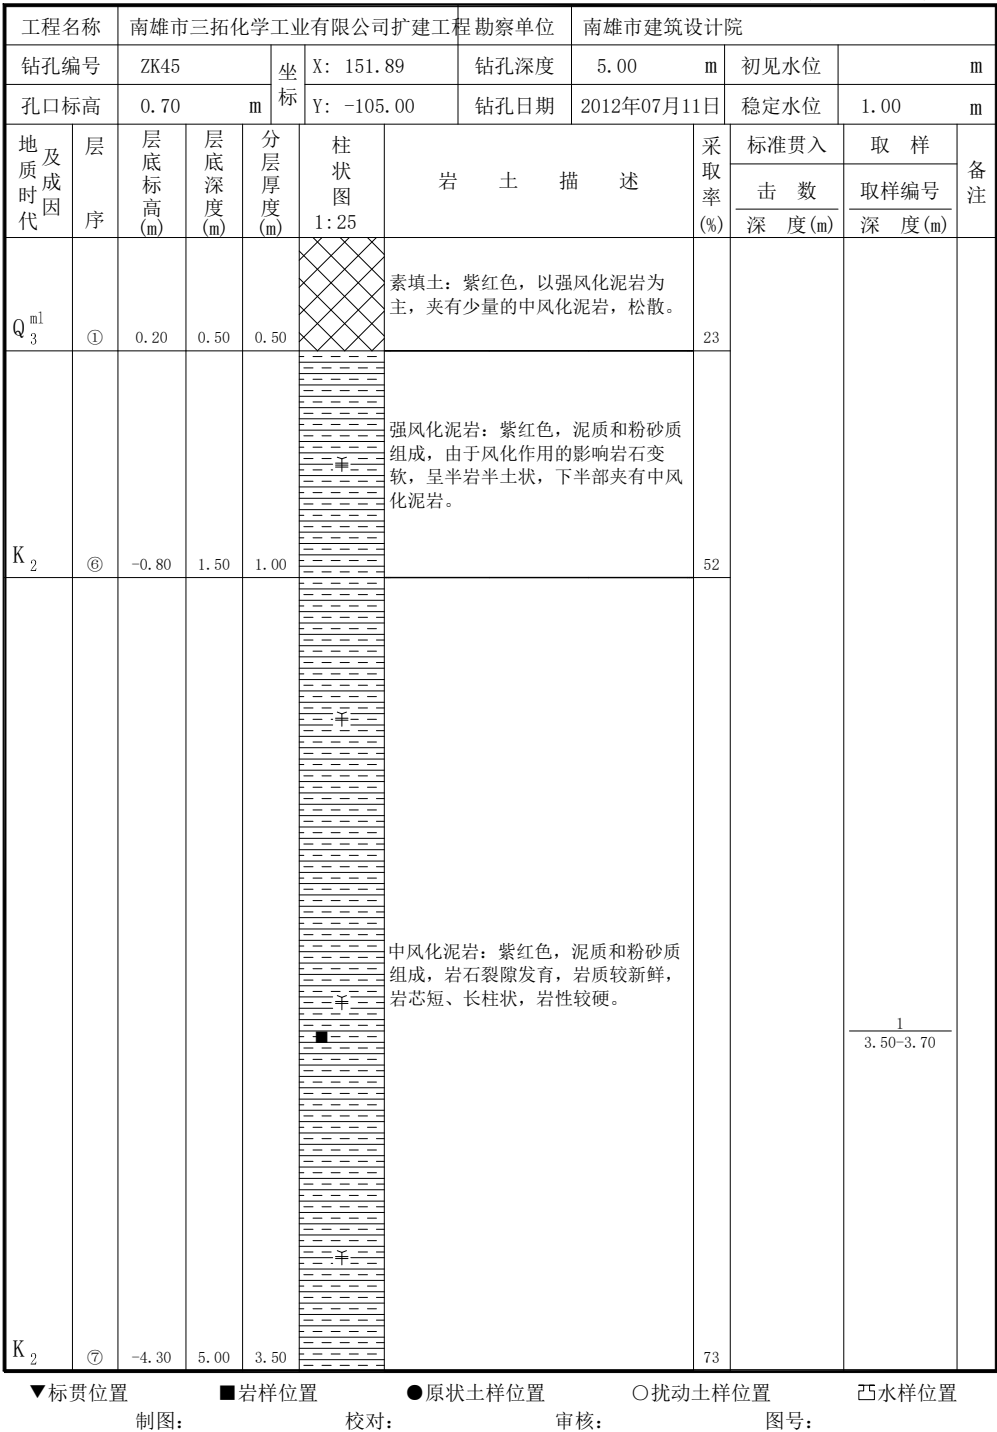 工程名称 南雄市三拓化学工业有限公司扩建工程 勘察单位 南雄市建筑设计院
钻孔编号 ZK45 坐标 X: 151.89 钻孔深度 5.00 m 初见水位 m
孔口标高 0.70 m Y: -105.00 钻孔日期 2012年07月11日 稳定水位 1.00 m
地质时代及成因 层序 层底标高(m) 层底深度(m) 分层厚度(m) 柱状图 1:25 岩土描述 采取率(%) 标准贯入 取样 备注
击数 取样编号
深度(m) 深度(m)
素填土：紫红色，以强风化泥岩为
主，夹有少量的中风化泥岩，松散。
Q ml 3 ① 0.20 0.50 0.50 23
强风化泥岩：紫红色，泥质和粉砂质
组成，由于风化作用的影响岩石变
软，呈半岩半土状，下半部夹有中风
化泥岩。
K 2 ⑥ -0.80 1.50 1.00 52
中风化泥岩：紫红色，泥质和粉砂质
组成，岩石裂隙发育，岩质较新鲜，
岩芯短、长柱状，岩性较硬。
1
3.50-3.70
K 2 ⑦ -4.30 5.00 3.50 73
▼标贯位置 ■岩样位置 ●原状土样位置 ○扰动土样位置 凸水样位置
制图： 校对： 审核： 图号：